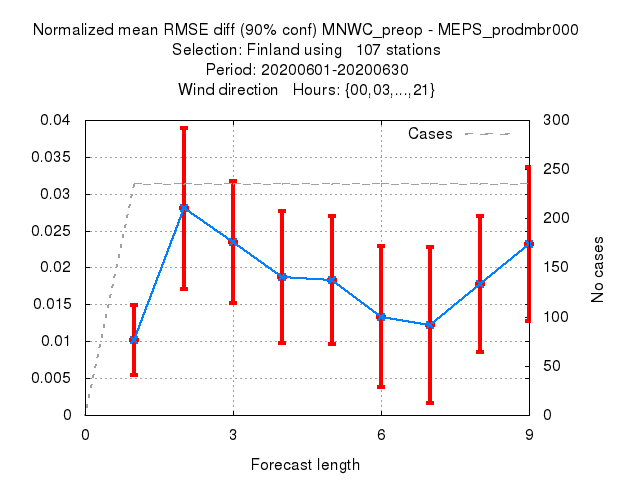 Normalized mean RMSE diff (90% conf) MNWC_preop - MEPS_prodmbr000
Selection: Finland using   107 stations
Period: 20200601-20200630
Wind direction   Hours: {00,03,...,21}
Cases
0.04
0.035
0.03
0.025
0.02
0.015
0.01
0.005
0
300
250
200
150
100
50
0
No cases
0 3 6 9
Forecast length